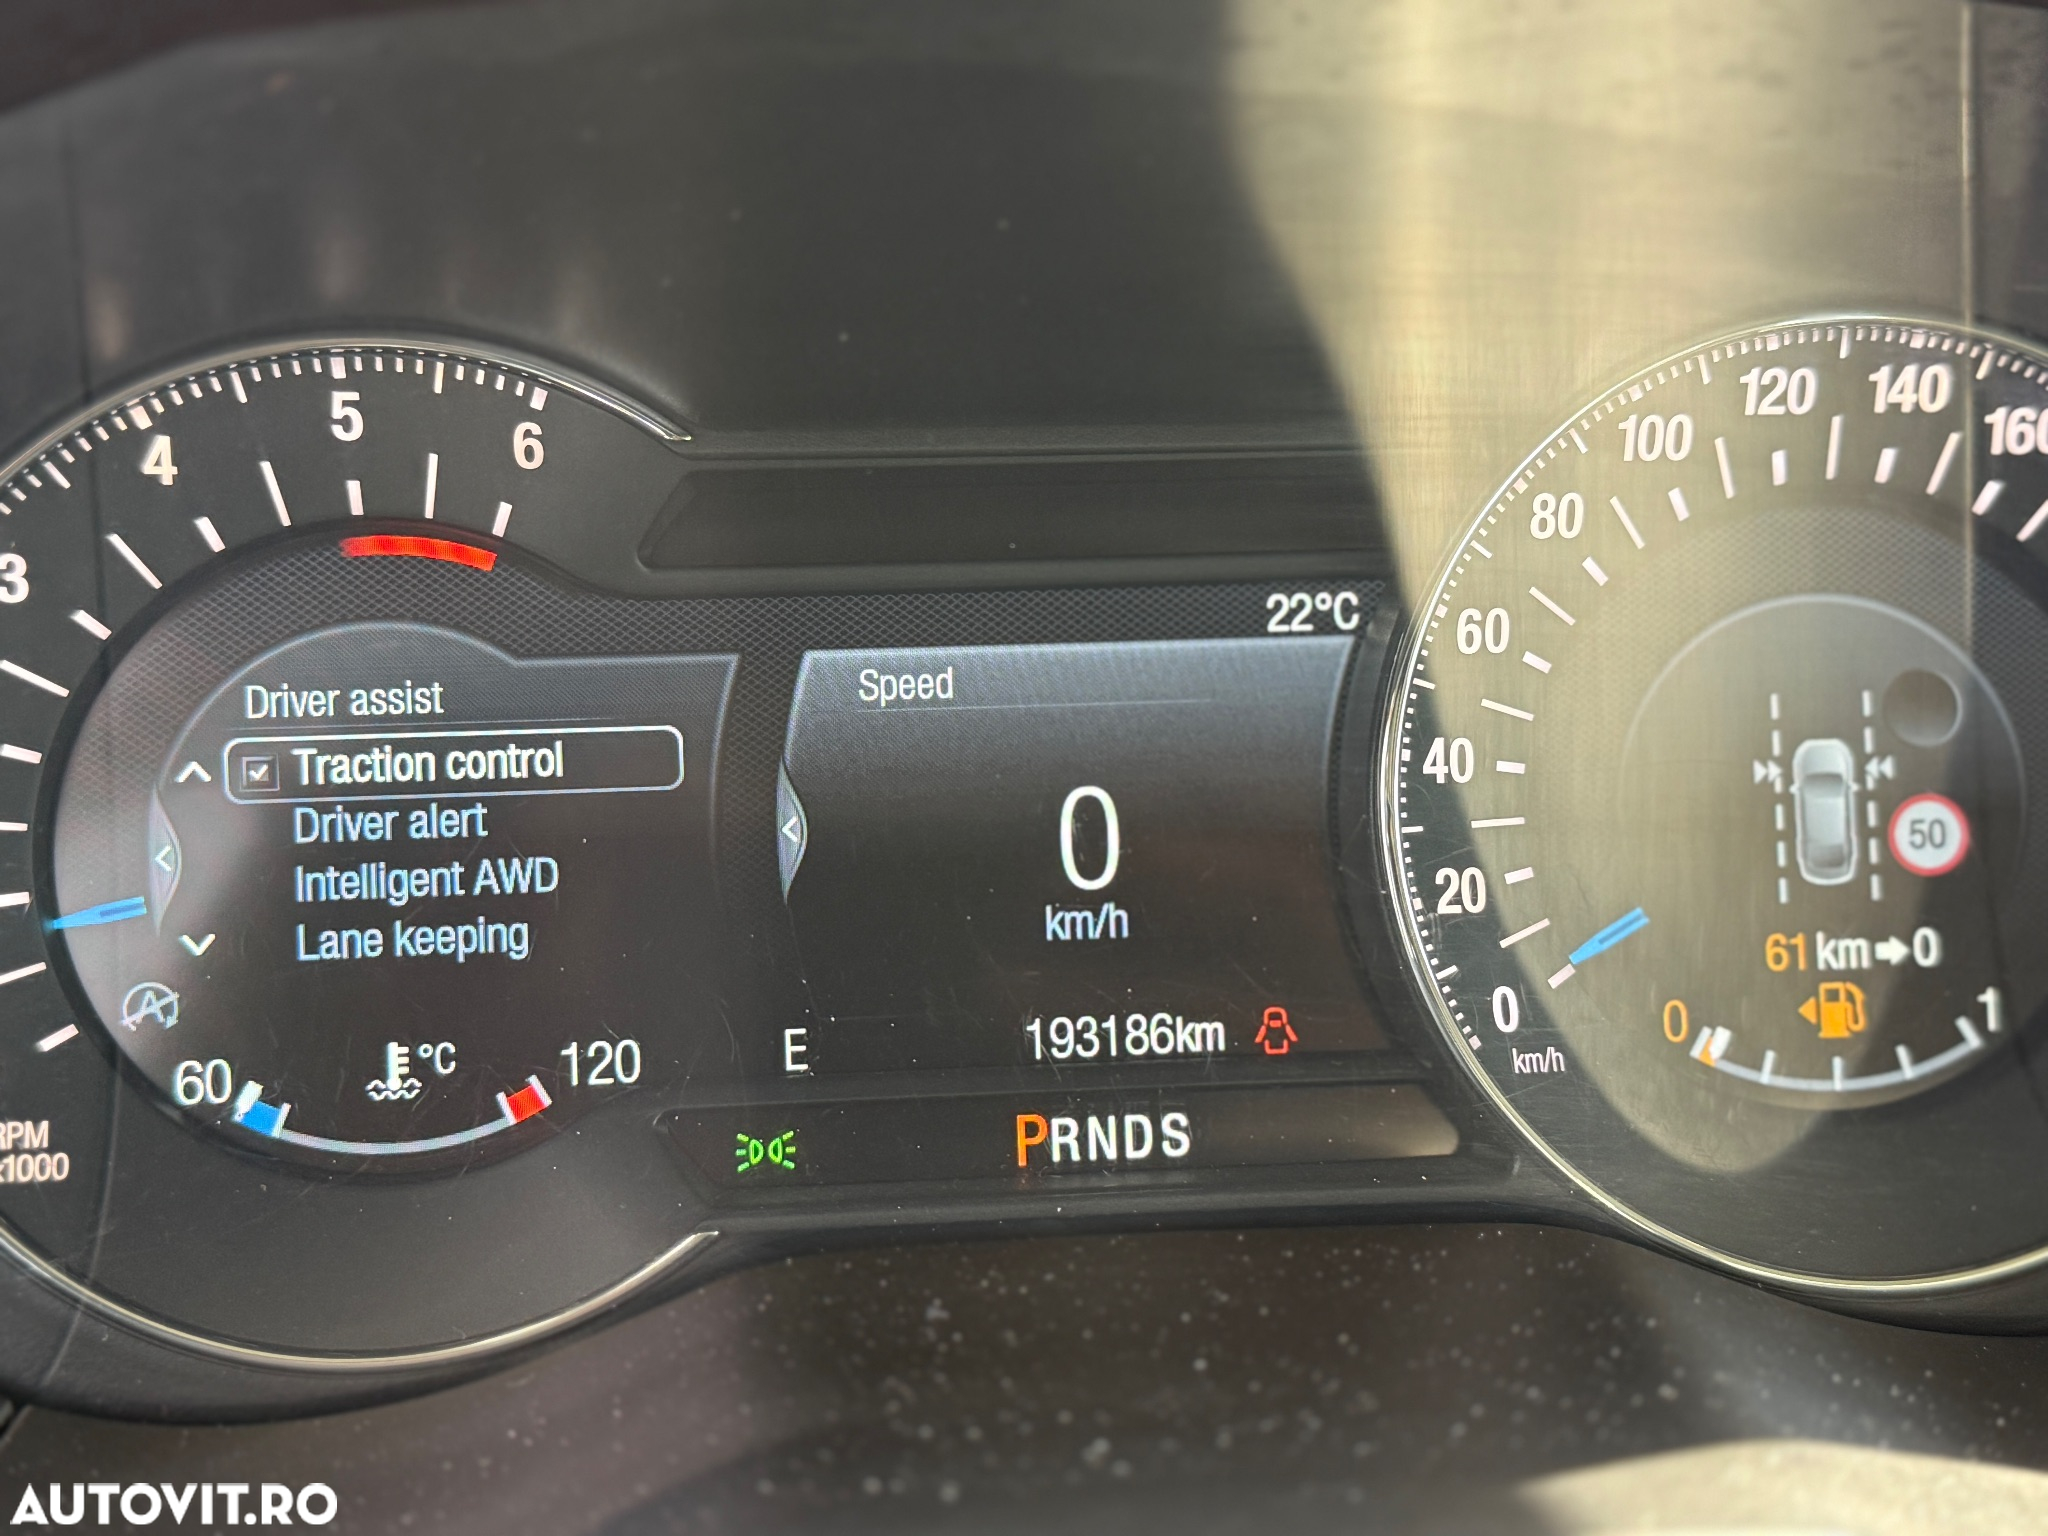 3
4
5
6
RPM
x1000
Driver assist
Traction control
Driver alert
Intelligent AWD
Lane keeping
A
60
°C
120
22°C
Speed
0
km/h
E
193186km
PRNDS
0
20
40
60
80
100
120
140
160
km/h
50
61 km 0
0
1
AUTOVIT.RO